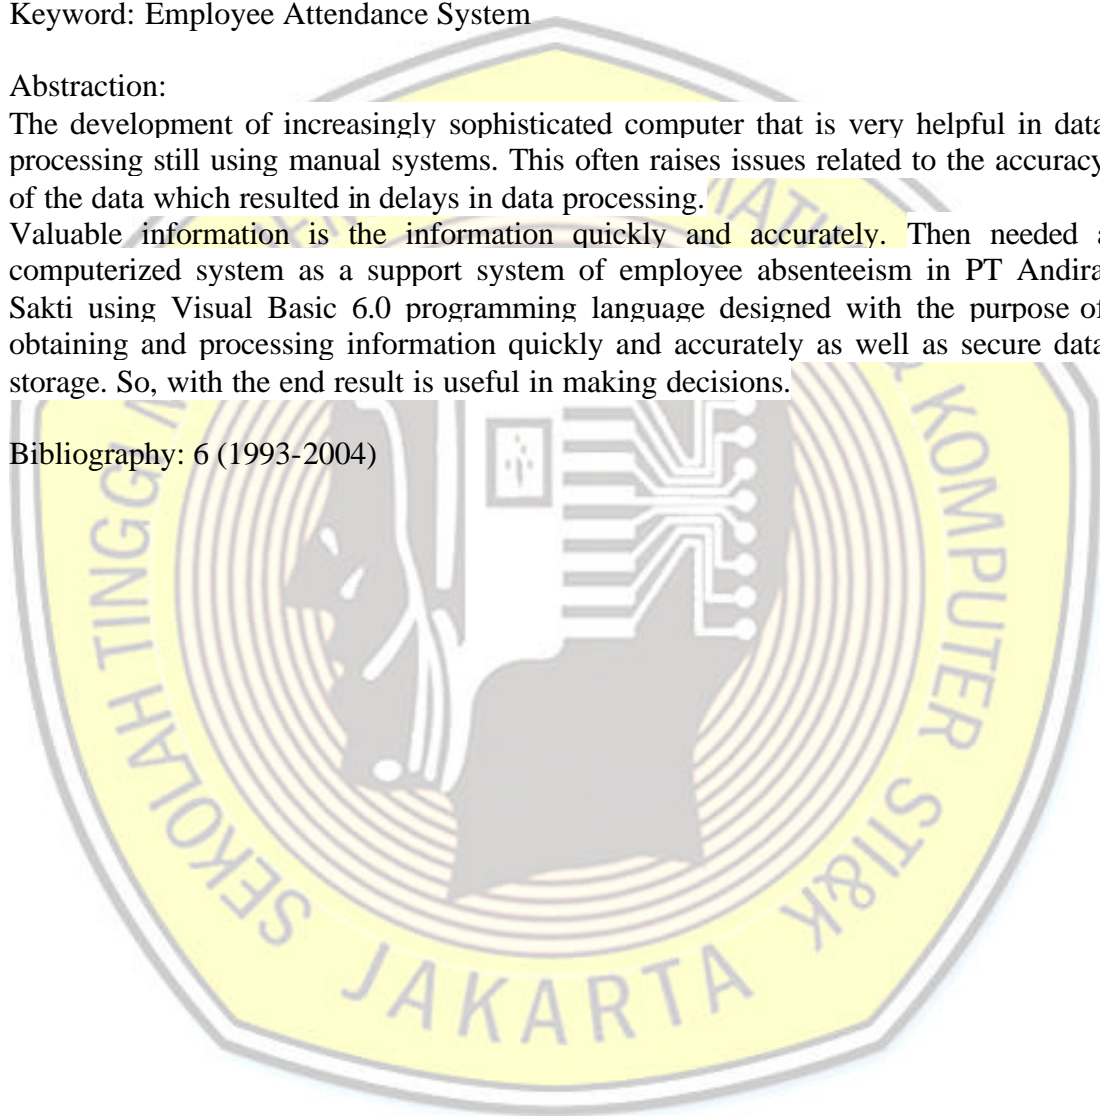 Keyword: Employee Attendance System
Abstraction:
The development of increasingly sophisticated computer that is very helpful in data
processing still using manual systems. This often raises issues related to the accuracy
of the data which resulted in delays in data processing.
Valuable information is the information quickly and accurately. Then needed a
computerized system as a support system of employee absenteeism in PT Andira
Sakti using Visual Basic 6.0 programming language designed with the purpose of
obtaining and processing information quickly and accurately as well as secure data
storage. So, with the end result is useful in making decisions.
Bibliography: 6 (1993-2004)
SEKOLAH TINGGI
KOMPUTER STI&K
JAKARTA